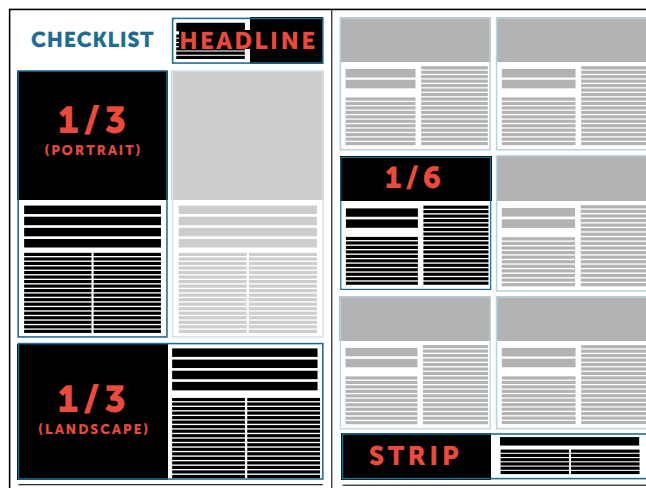 CHECKLIST
HEADLINE
1/3
(PORTRAIT)
1/3
(LANDSCAPE)
1/6
STRIP